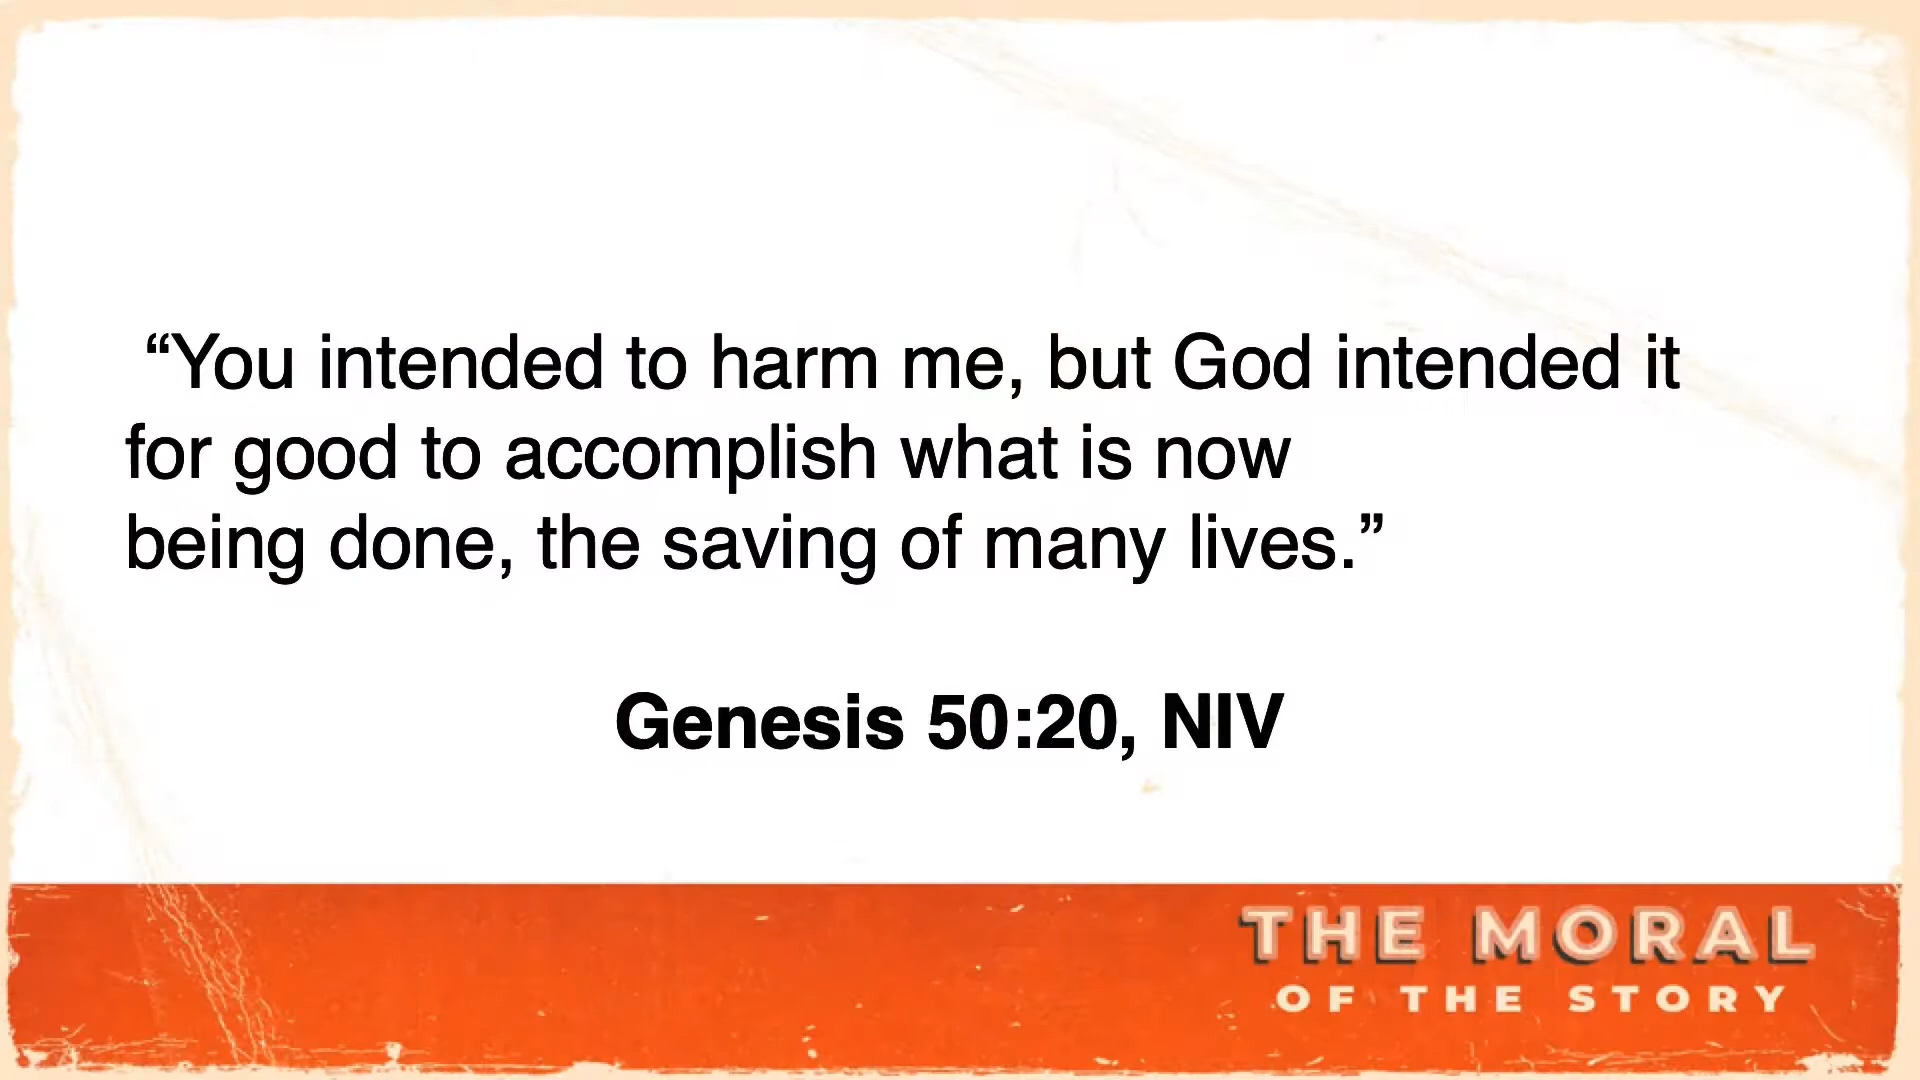 “You intended to harm me, but God intended it
for good to accomplish what is now
being done, the saving of many lives.”
Genesis 50:20, NIV
THE MORAL
OF THE STORY